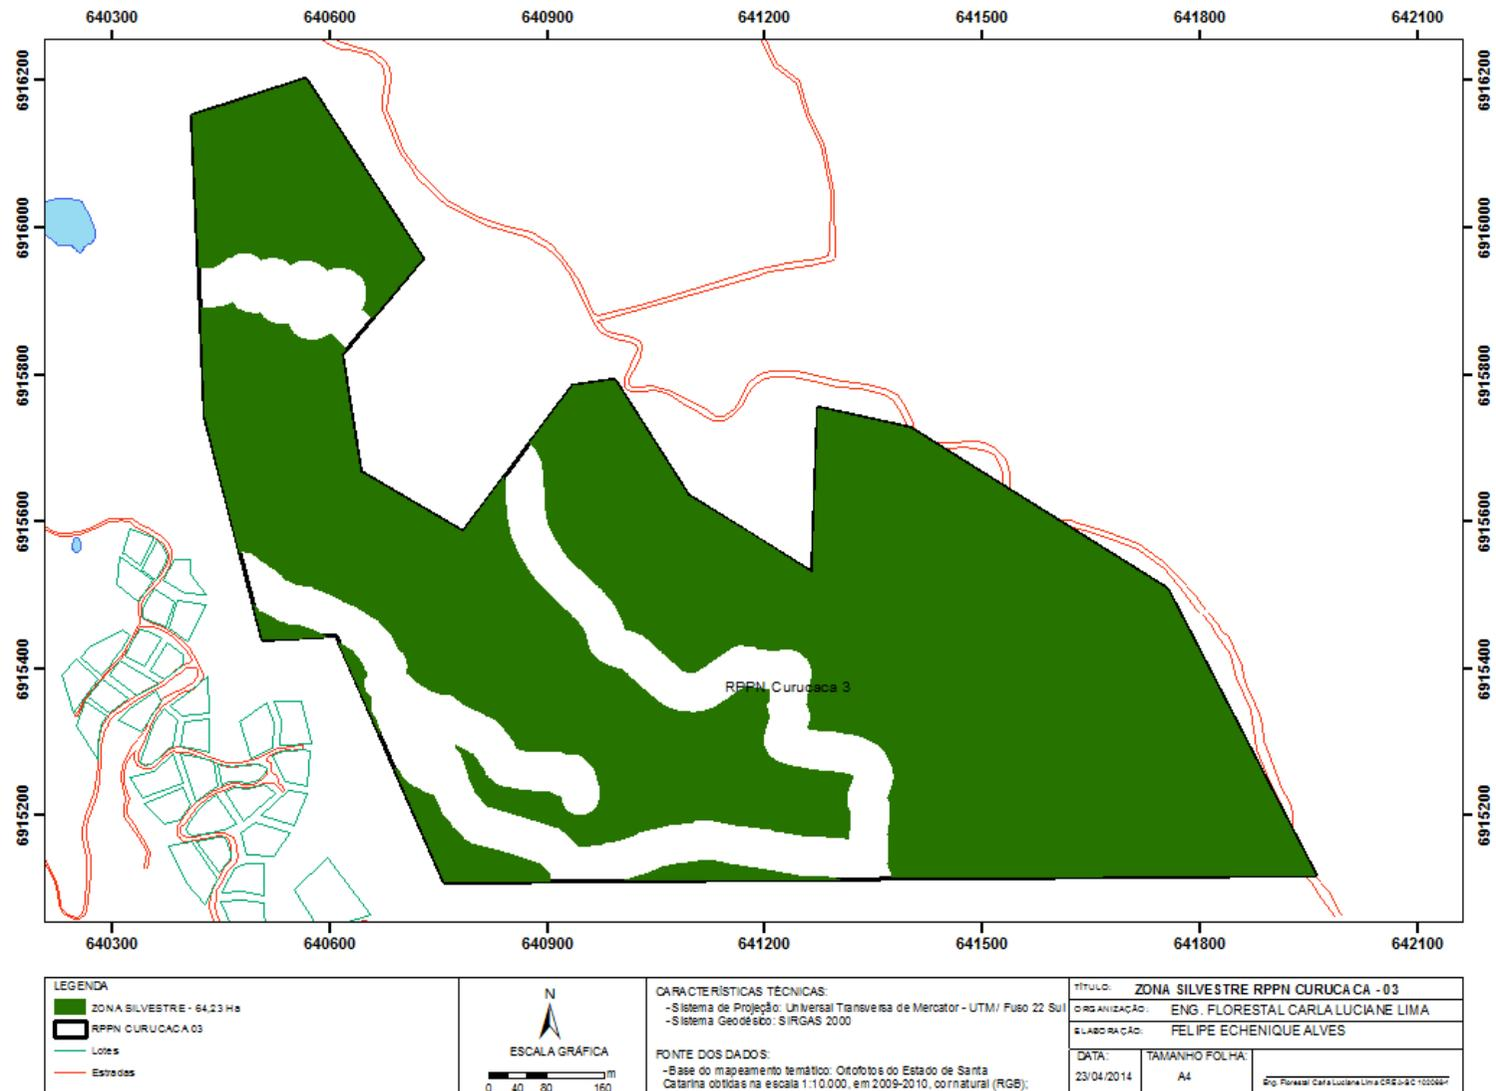 640300 640600 640900 641200 641500 641800 642100
6916200 6916200
6916000 6916000
6915800 6915800
6915600 6915600
6915400 6915400
RPPN Curucaca 3
6915200 6915200
640300 640600 640900 641200 641500 641800 642100
LEGENDA
ZONA SILVESTRE - 64,23 Ha
RPPN CURUCACA 03
Lotes
Estradas
N
ESCALA GRÁFICA
m
0 40 80 160
CARACTERÍSTICAS TÉCNICAS:
-Sistema de Projeção: Universal Transversa de Mercator - UTM/ Fuso 22 Sul
-Sistema Geodésico: SIRGAS 2000
FONTE DOS DADOS:
-Base do mapeamento temático: Ortofotos do Estado de Santa
Catarina obtidas na escala 1:10.000, em 2009-2010, cor natural (RGB);
TÍTULO: ZONA SILVESTRE RPPN CURUCACA - 03
ORGANIZAÇÃO: ENG. FLORESTAL CARLA LUCIANE LIMA
ELABORAÇÃO: FELIPE ECHENIQUE ALVES
DATA: TAMANHO FOLHA:
23/04/2014 A4
Eng. Florestal Carla Luciane Lima